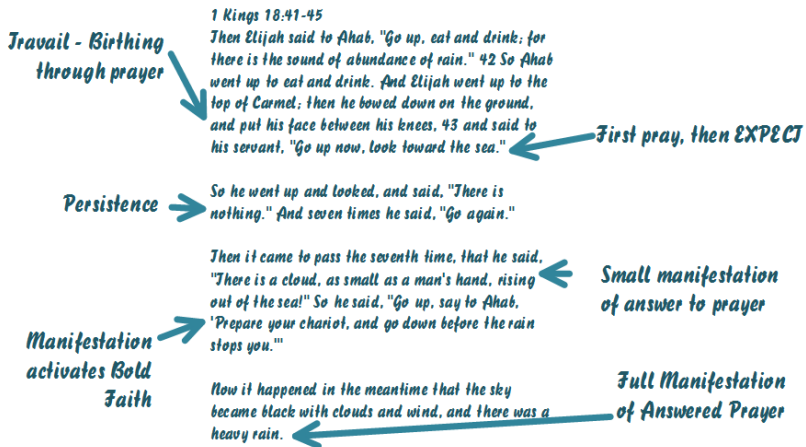 1 Kings 18:41-45
Then Elijah said to Ahab, "Go up, eat and drink; for
there is the sound of abundance of rain." 42 So Ahab
went up to eat and drink. And Elijah went up to the
top of Carmel; then he bowed down on the ground,
and put his face between his knees, 43 and said to
his servant, "Go up now, look toward the sea."
Travail - Birthing
through prayer
First pray, then EXPECT
So he went up and looked, and said, "There is
nothing." And seven times he said, "Go again."
Persistence
Then it came to pass the seventh time, that he said,
"There is a cloud, as small as a man's hand, rising
out of the sea!" So he said, "Go up, say to Ahab,
'Prepare your chariot, and go down before the rain
stops you.'"
Small manifestation
of answer to prayer
Manifestation
activates Bold
Faith
Now it happened in the meantime that the sky
became black with clouds and wind, and there was a
heavy rain.
Full Manifestation
of Answered Prayer